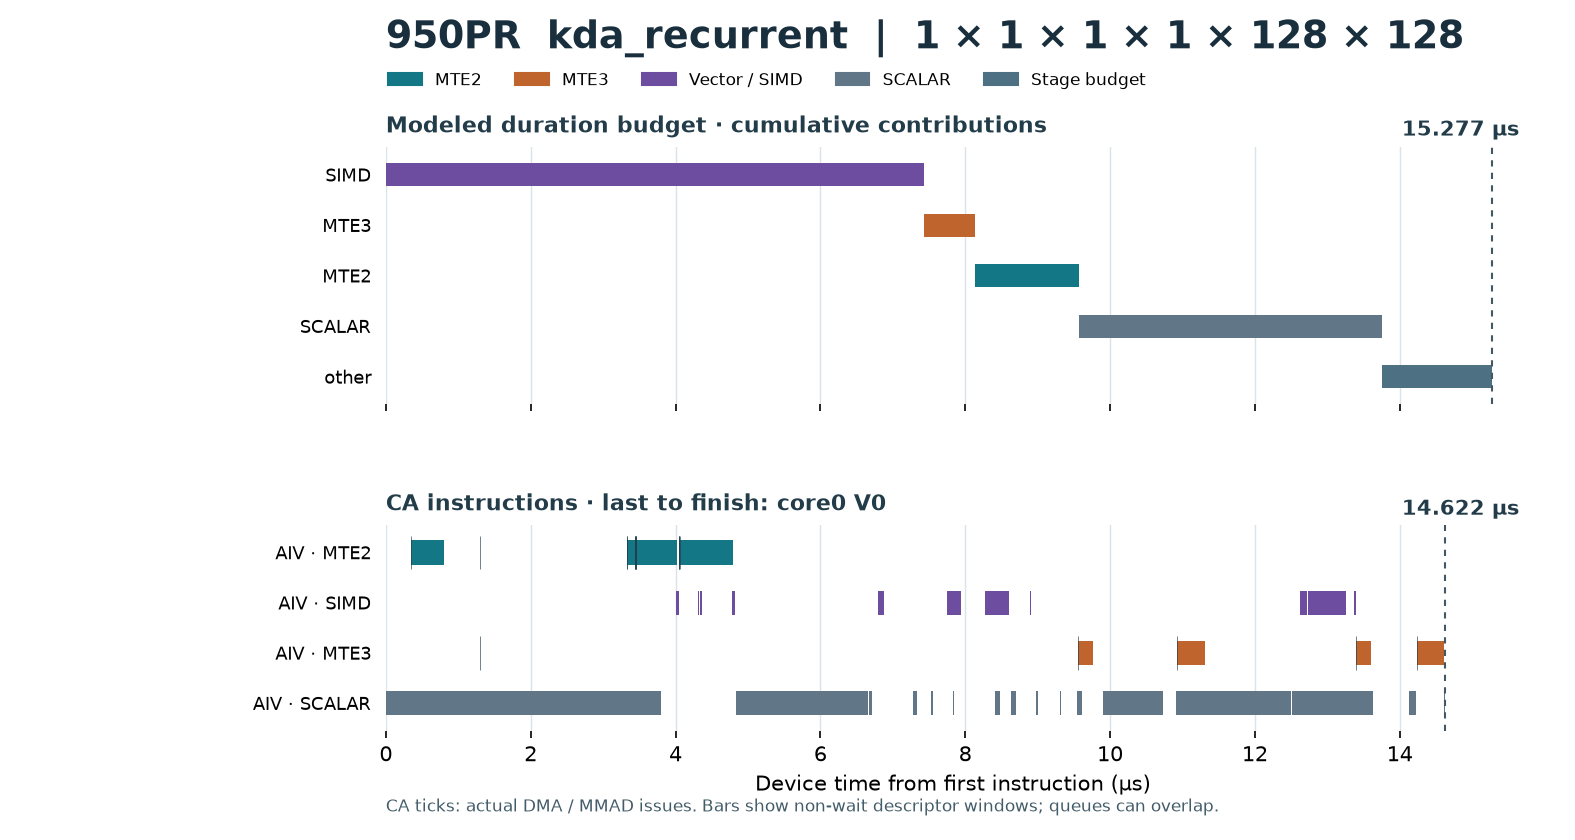 950PR kda_recurrent | 1 × 1 × 1 × 1 × 128 × 128
MTE2 MTE3 Vector / SIMD SCALAR Stage budget
Modeled duration budget · cumulative contributions
15.277 µs
SIMD
MTE3
MTE2
SCALAR
other
CA instructions · last to finish: core0 V0
14.622 µs
AIV · MTE2
AIV · SIMD
AIV · MTE3
AIV · SCALAR
0 2 4 6 8 10 12 14
Device time from first instruction (µs)
CA ticks: actual DMA / MMAD issues. Bars show non-wait descriptor windows; queues can overlap.